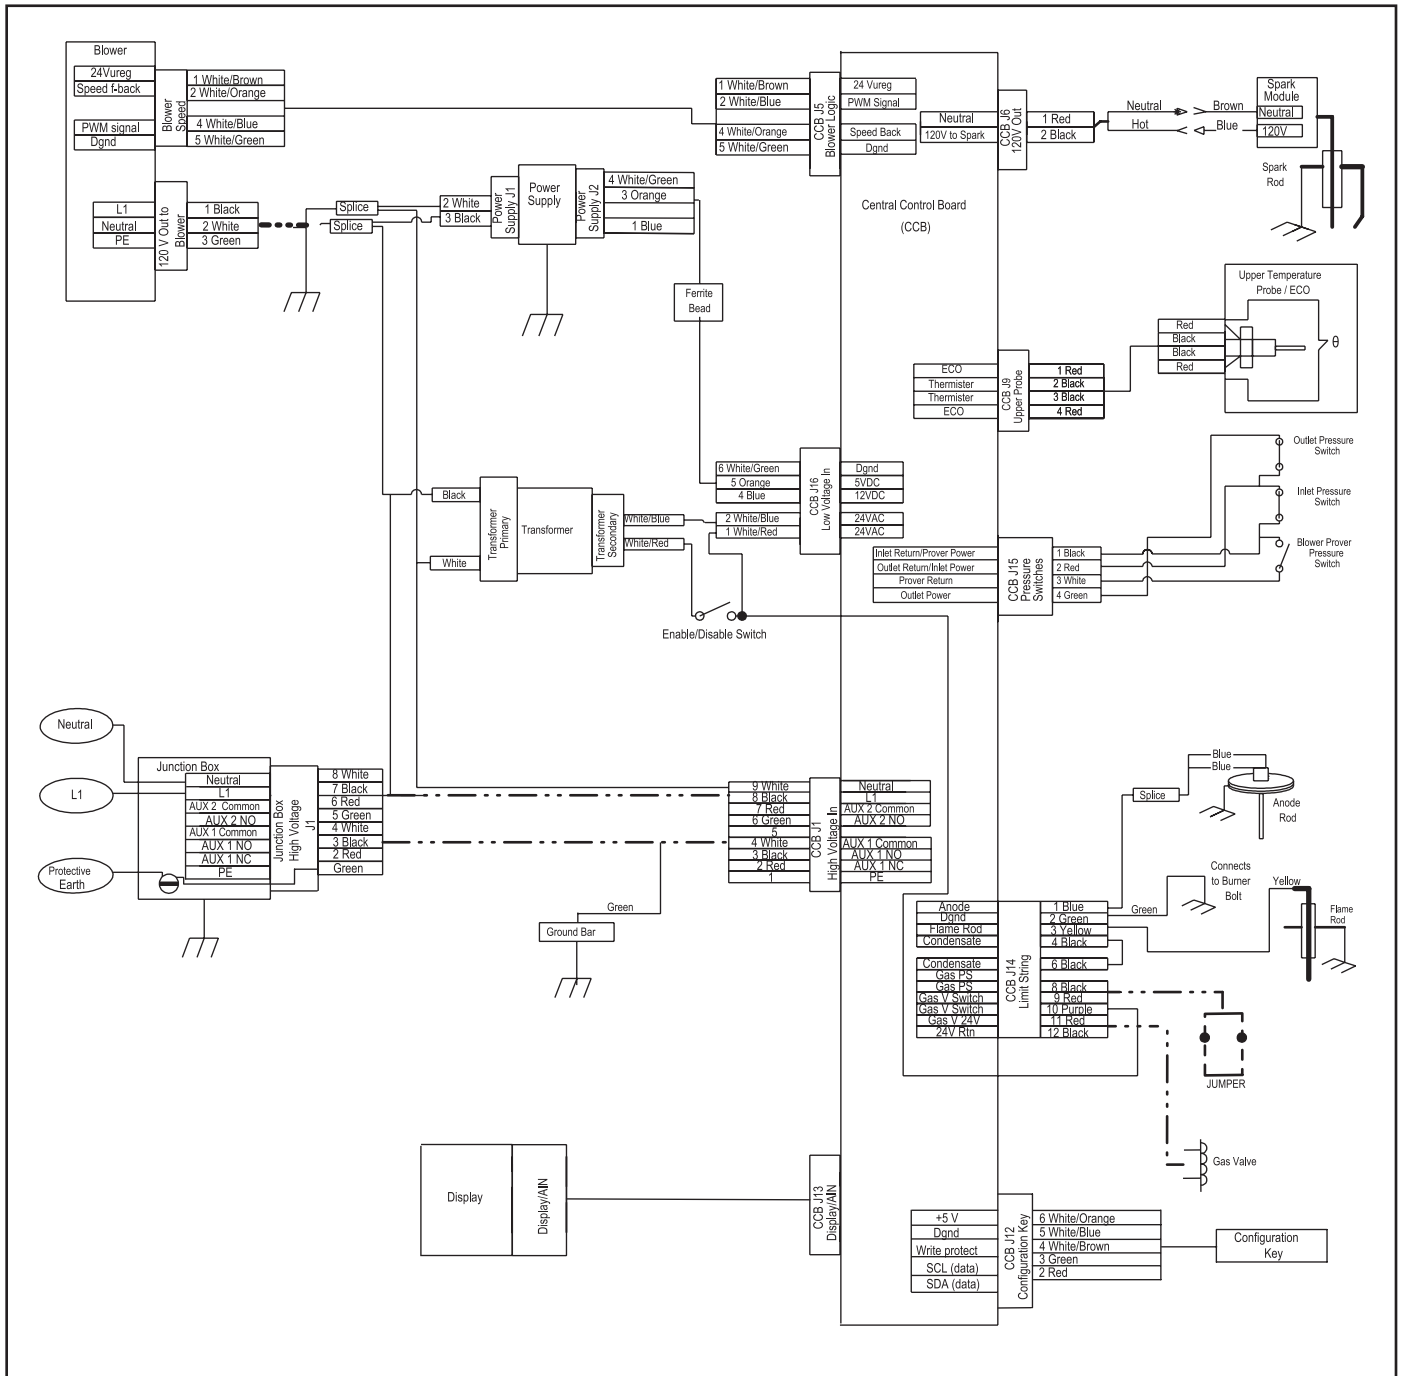 Blower
24Vureg
Speed f-back
PWM signal
Dgnd
Blower
Speed
1 White/Brown
2 White/Orange
4 White/Blue
5 White/Green
L1
Neutral
PE
120 V Out to
Blower
1 Black
2 White
3 Green
Splice
Splice
2 White
3 Black
Power
Supply J1
Power
Supply
Power
Supply J2
4 White/Green
3 Orange
1 Blue
Ferrite
Bead
1 White/Brown
2 White/Blue
4 White/Orange
5 White/Green
CCB J5
Blower Logic
24 Vureg
PWM Signal
Speed Back
Dgnd
Neutral
120V to Spark
CCB J6
120V Out
1 Red
2 Black
Neutral
Hot
Brown
Blue
Spark
Module
Neutral
120V
Spark
Rod
Central Control Board
(CCB)
Upper Temperature
Probe / ECO
Red
Black
Black
Red
θ
ECO
Thermister
Thermister
ECO
CCB J9
Upper Probe
1 Red
2 Black
3 Black
4 Red
Outlet Pressure
Switch
Inlet Pressure
Switch
Blower Prover
Pressure
Switch
Black
White
Transformer
Primary
Transformer
Transformer
Secondary
White/Blue
White/Red
6 White/Green
5 Orange
4 Blue
2 White/Blue
1 White/Red
CCB J16
Low Voltage In
Dgnd
5VDC
12VDC
24VAC
24VAC
Inlet Return/Prover Power
Outlet Return/Inlet Power
Prover Return
Outlet Power
CCB J15
Pressure
Switches
1 Black
2 Red
3 White
4 Green
Enable/Disable Switch
Neutral
L1
Protective
Earth
Junction Box
Neutral
L1
AUX 2 Common
AUX 2 NO
AUX 1 Common
AUX 1 NO
AUX 1 NC
PE
Junction Box
High Voltage
J1
8 White
7 Black
6 Red
5 Green
4 White
3 Black
2 Red
Green
Green
Ground Bar
9 White
8 Black
7 Red
6 Green
5
4 White
3 Black
2 Red
1
CCB J1
High Voltage In
Neutral
L1
AUX 2 Common
AUX 2 NO
AUX 1 Common
AUX 1 NO
AUX 1 NC
PE
Blue
Blue
Splice
Anode
Rod
Connects
to Burner
Bolt
Green
Yellow
Flame
Rod
Anode
Dgnd
Flame Rod
Condensate
Condensate
Gas PS
Gas PS
Gas V Switch
Gas V Switch
Gas V 24V
24V Rtn
CCB J14
Limit String
1 Blue
2 Green
3 Yellow
4 Black
6 Black
8 Black
9 Red
10 Purple
11 Red
12 Black
JUMPER
Gas Valve
Display
Display/AIN
CCB J13
Display/AIN
+5 V
Dgnd
Write protect
SCL (data)
SDA (data)
CCB J12
Configuration Key
6 White/Orange
5 White/Blue
4 White/Brown
3 Green
2 Red
Configuration
Key